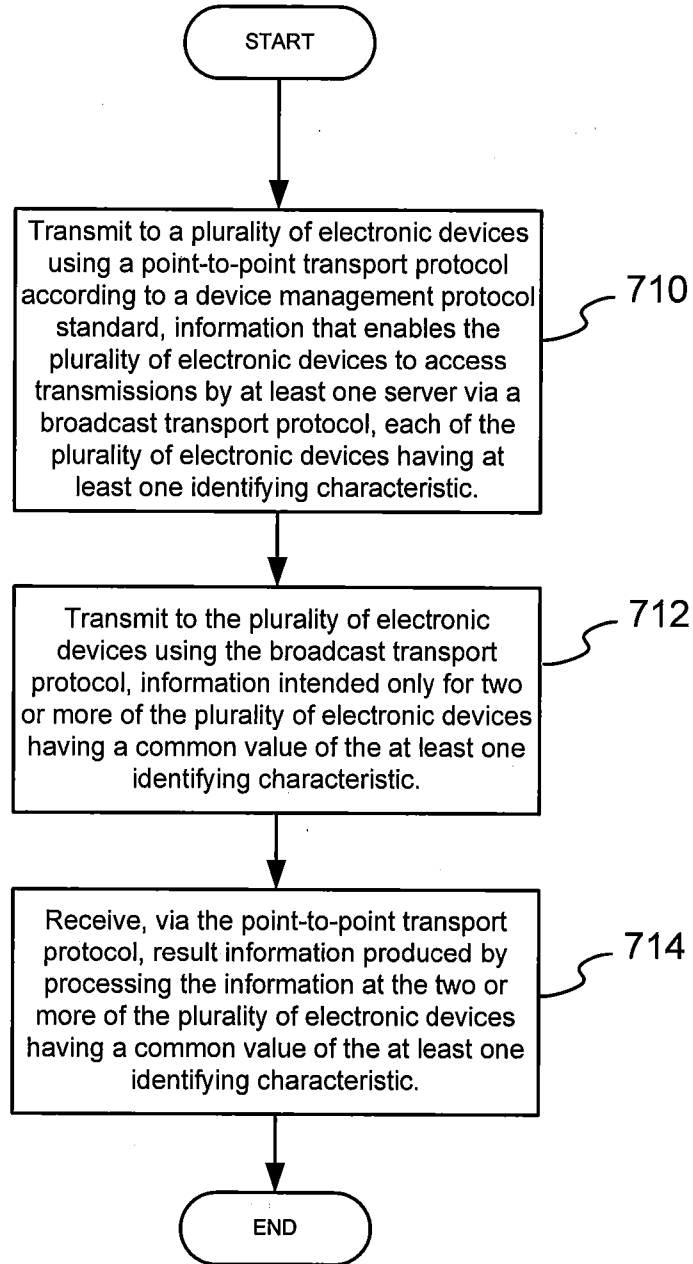 START
Transmit to a plurality of electronic devices
using a point-to-point transport protocol
according to a device management protocol
standard, information that enables the
plurality of electronic devices to access
transmissions by at least one server via a
broadcast transport protocol, each of the
plurality of electronic devices having at
least one identifying characteristic.
710
Transmit to the plurality of electronic
devices using the broadcast transport
protocol, information intended only for two
or more of the plurality of electronic devices
having a common value of the at least one
identifying characteristic.
712
Receive, via the point-to-point transport
protocol, result information produced by
processing the information at the two or
more of the plurality of electronic devices
having a common value of the at least one
identifying characteristic.
714
END